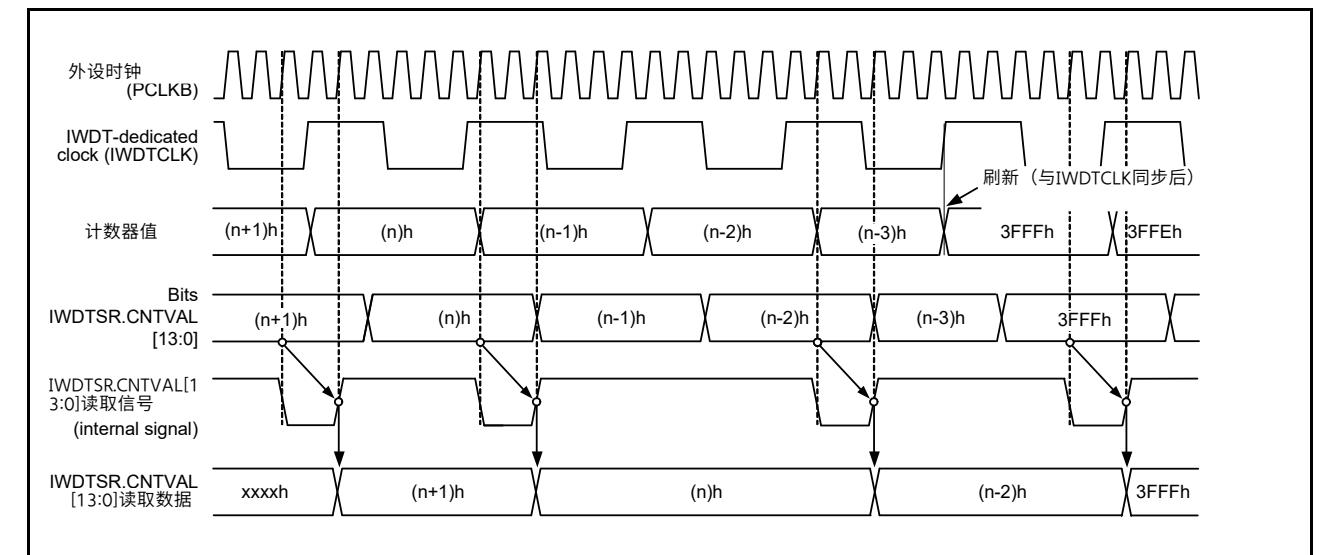 外设时钟
(PCLKB)
IWDT-dedicated
clock (IWDTCLK)
刷新（与IWDTCLK同步后）
计数器值
(n+1)h
(n)h
(n-1)h
(n-2)h
(n-3)h
3FFFh
3FFEh
Bits
IWDTSR.CNTVAL
[13:0]
(n+1)h
(n)h
(n-1)h
(n-2)h
(n-3)h
3FFFh
IWDTSR.CNTVAL[1
3:0]读取信号
(internal signal)
IWDTSR.CNTVAL
[13:0]读取数据
xxxxh
(n+1)h
(n)h
(n-2)h
3FFFh